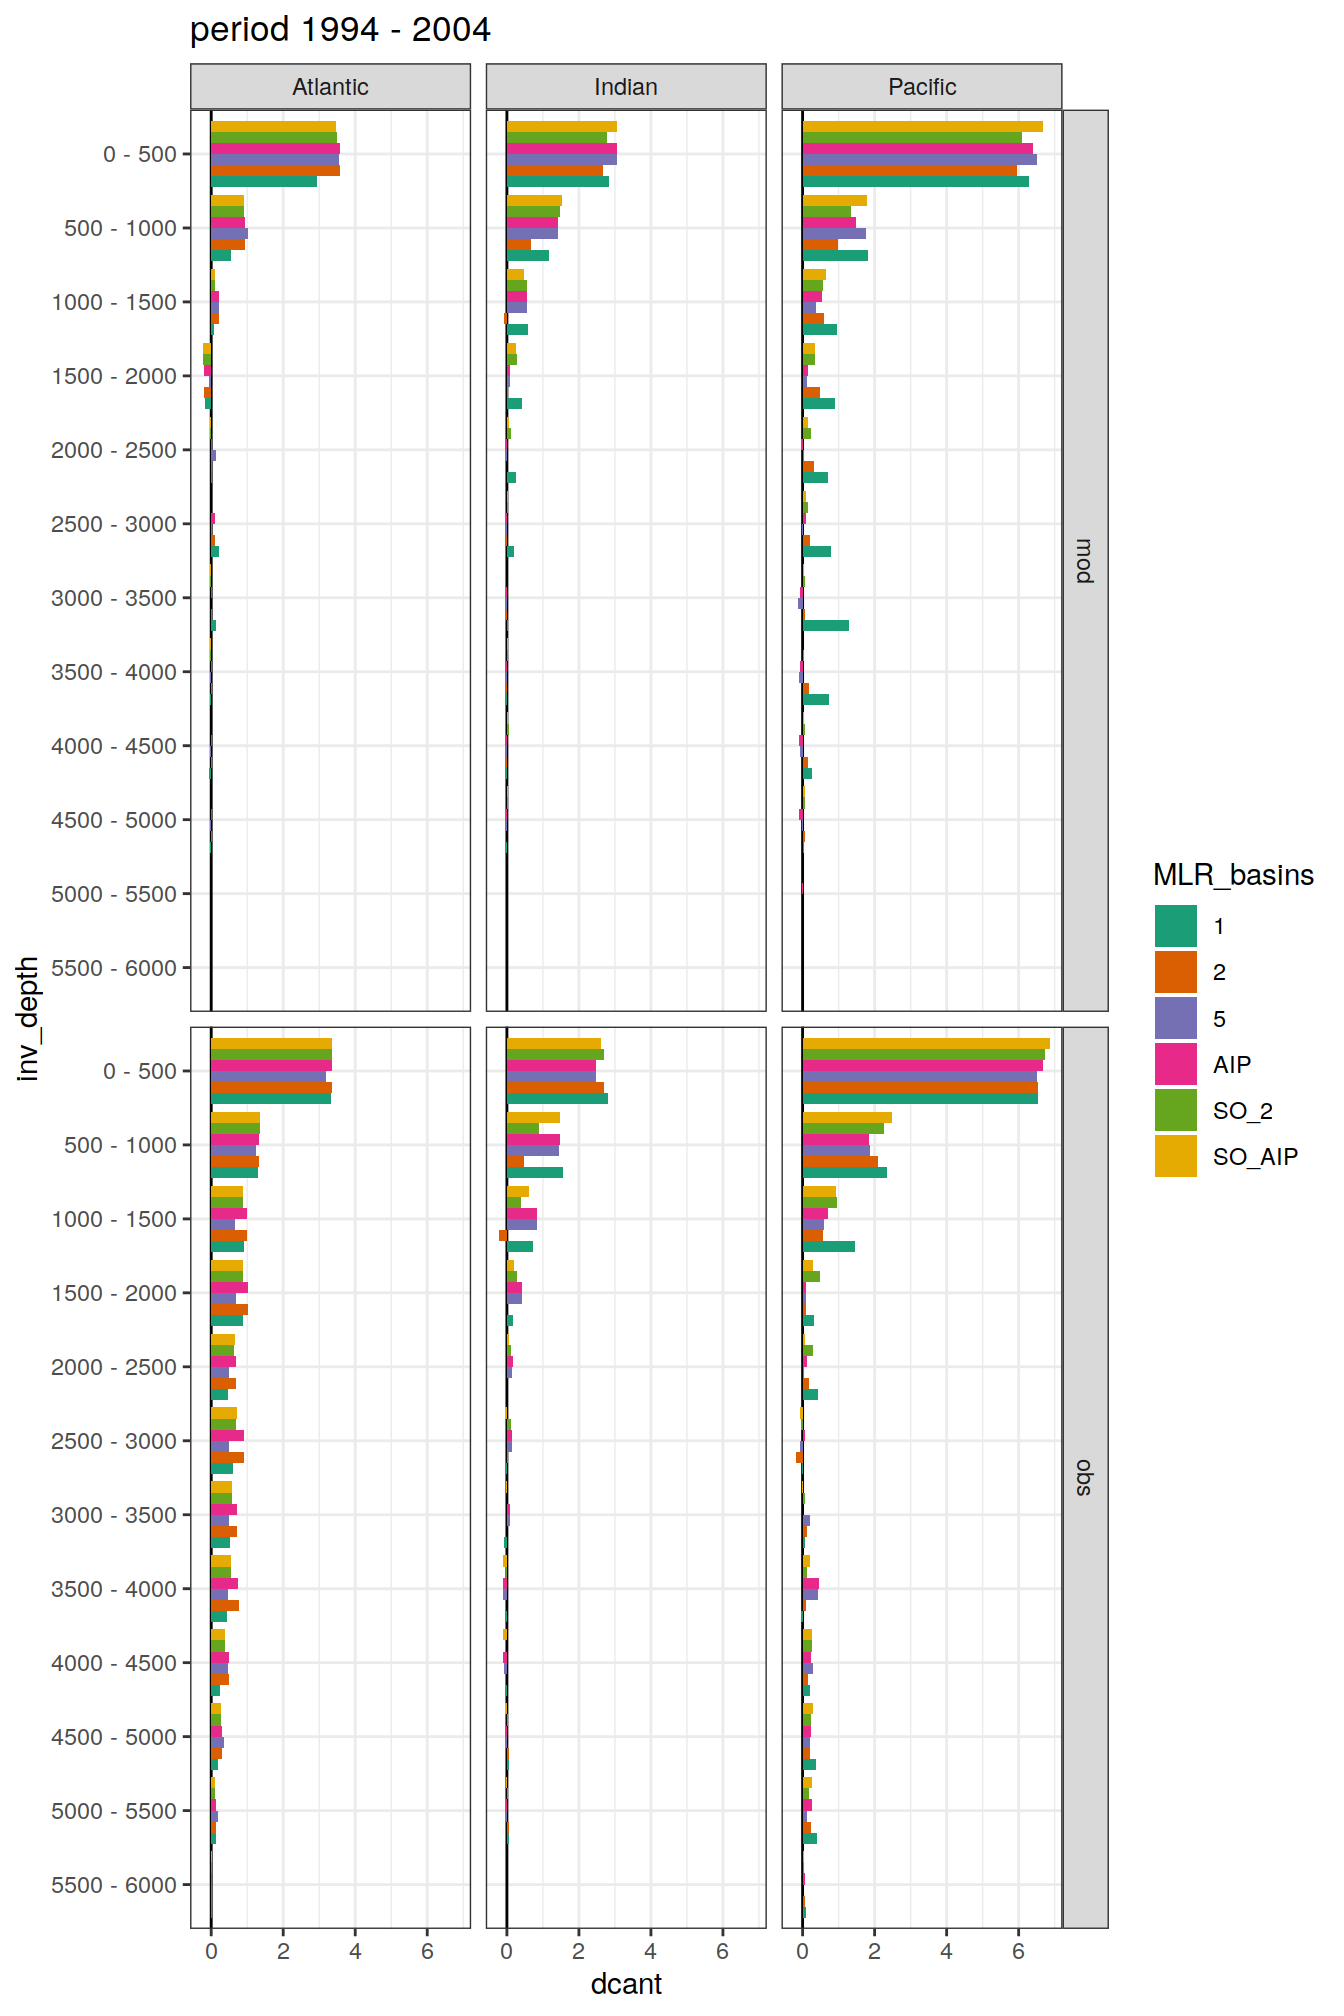 period 1994 - 2004
Atlantic
Indian
Pacific
0 - 500
500 - 1000
1000 - 1500
1500 - 2000
2000 - 2500
2500 - 3000
3000 - 3500
3500 - 4000
4000 - 4500
4500 - 5000
5000 - 5500
5500 - 6000
mod
inv_depth
0 - 500
500 - 1000
1000 - 1500
1500 - 2000
2000 - 2500
2500 - 3000
3000 - 3500
3500 - 4000
4000 - 4500
4500 - 5000
5000 - 5500
5500 - 6000
obs
0 2 4 6
0 2 4 6
0 2 4 6
dcant
MLR_basins
1
2
5
AIP
SO_2
SO_AIP